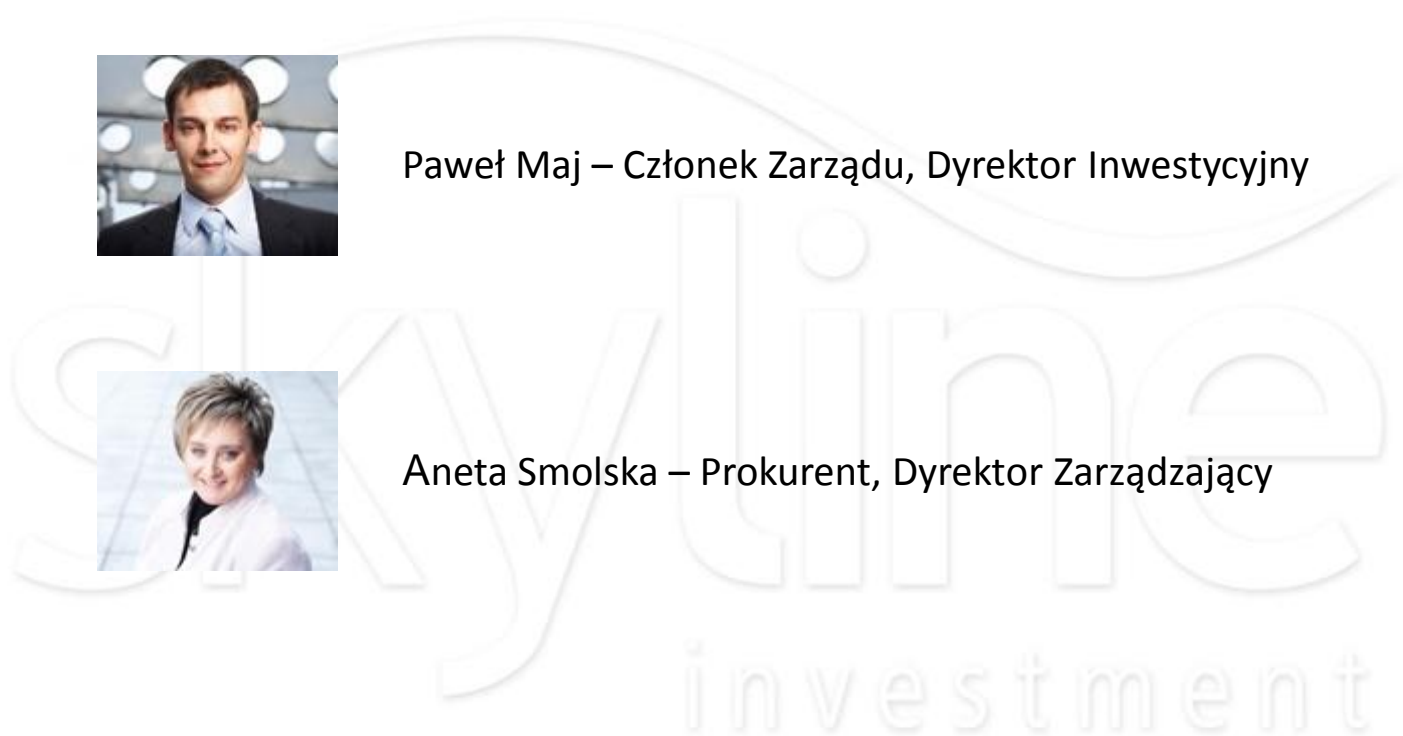 Paweł Maj – Członek Zarządu, Dyrektor Inwestycyjny
Aneta Smolska – Prokurent, Dyrektor Zarządzający
skyline
investment